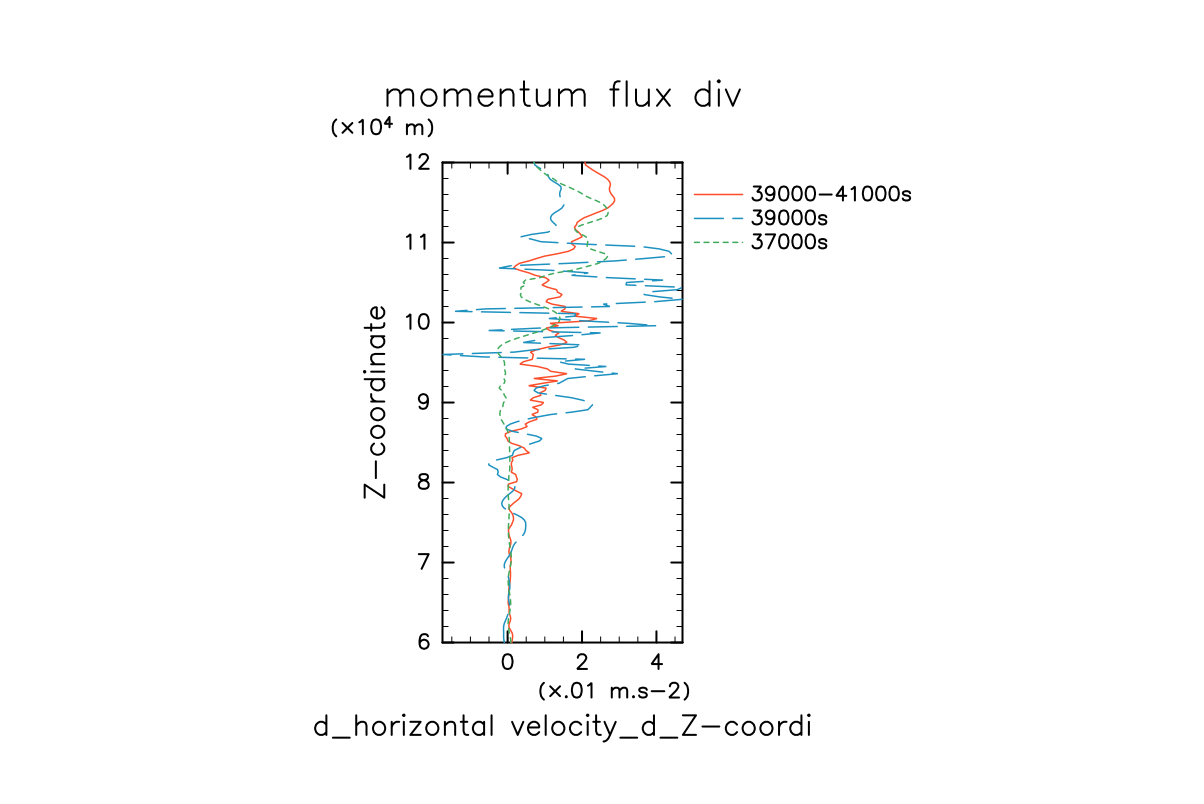 momentum flux div
(×10⁴ m)
12
11
10
9
8
7
6
Z−coordinate
0 2 4
(×.01 m.s−2)
d_horizontal velocity_d_Z−coordi
39000−41000s
39000s
37000s